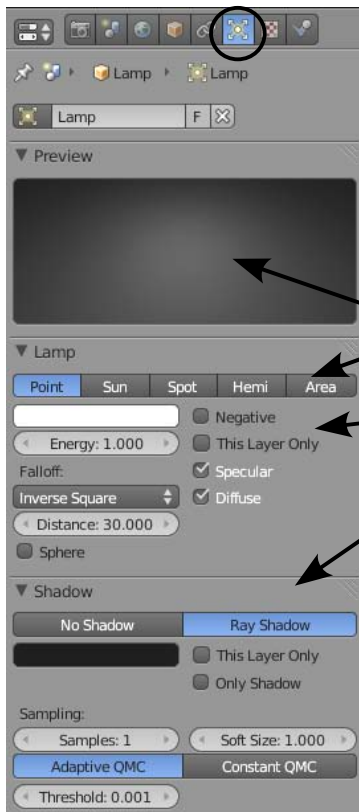 Lamp Lamp
Lamp F
Preview
Lamp
Point Sun Spot Hemi Area
Negative
Energy: 1.000 This Layer Only
Falloff: Specular
Inverse Square Diffuse
Distance: 30.000
Sphere
Shadow
No Shadow Ray Shadow
This Layer Only
Only Shadow
Sampling:
Samples: 1 Soft Size: 1.000
Adaptive QMC Constant QMC
Threshold: 0.001